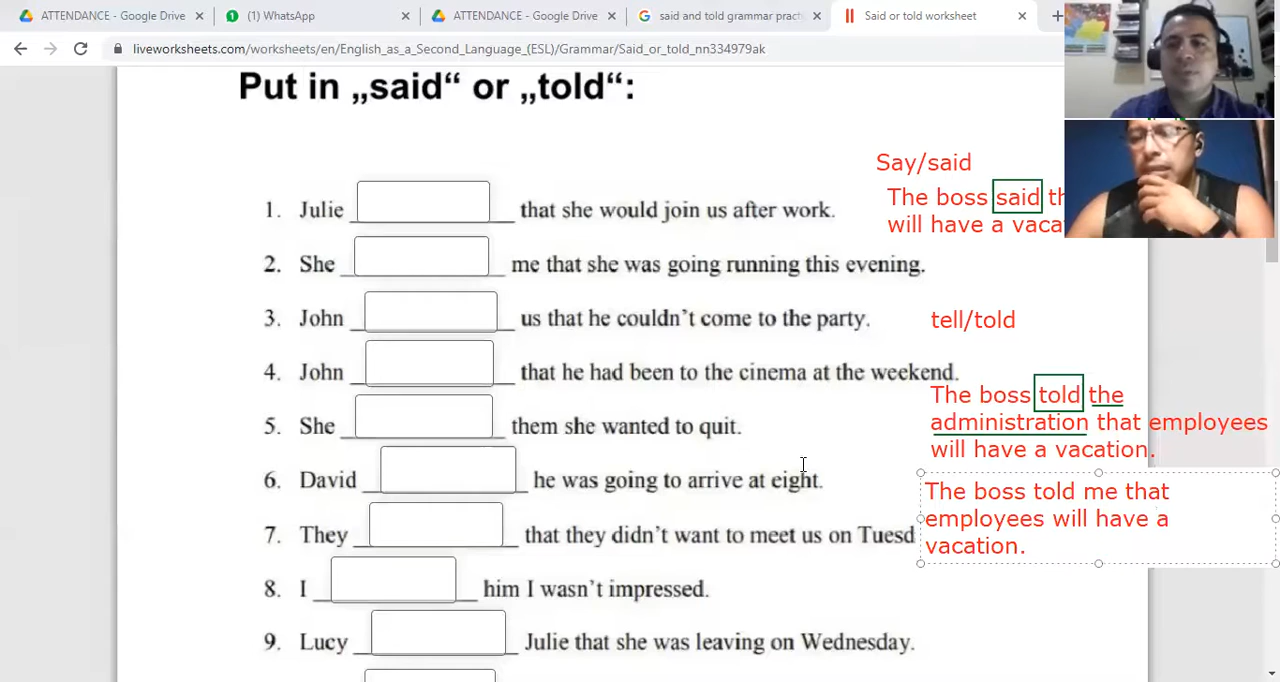 ATTENDANCE - Google Drive
(1) WhatsApp
ATTENDANCE - Google Drive
said and told grammar pract
Said or told worksheet
liveworksheets.com/worksheets/en/English_as_a_Second_Language_(ESL)/Grammar/Said_or_told_nn334979ak
Put in „said“ or „told“:
1. Julie that she would join us after work.
2. She me that she was going running this evening.
3. John us that he couldn't come to the party.
4. John that he had been to the cinema at the weekend.
5. She them she wanted to quit.
6. David he was going to arrive at eight.
7. They that they didn't want to meet us on Tuesd
8. I him I wasn't impressed.
9. Lucy Julie that she was leaving on Wednesday.
Say/said
The boss said th
will have a vaca
tell/told
The boss told the
administration that employees
will have a vacation.
The boss told me that
employees will have a
vacation.